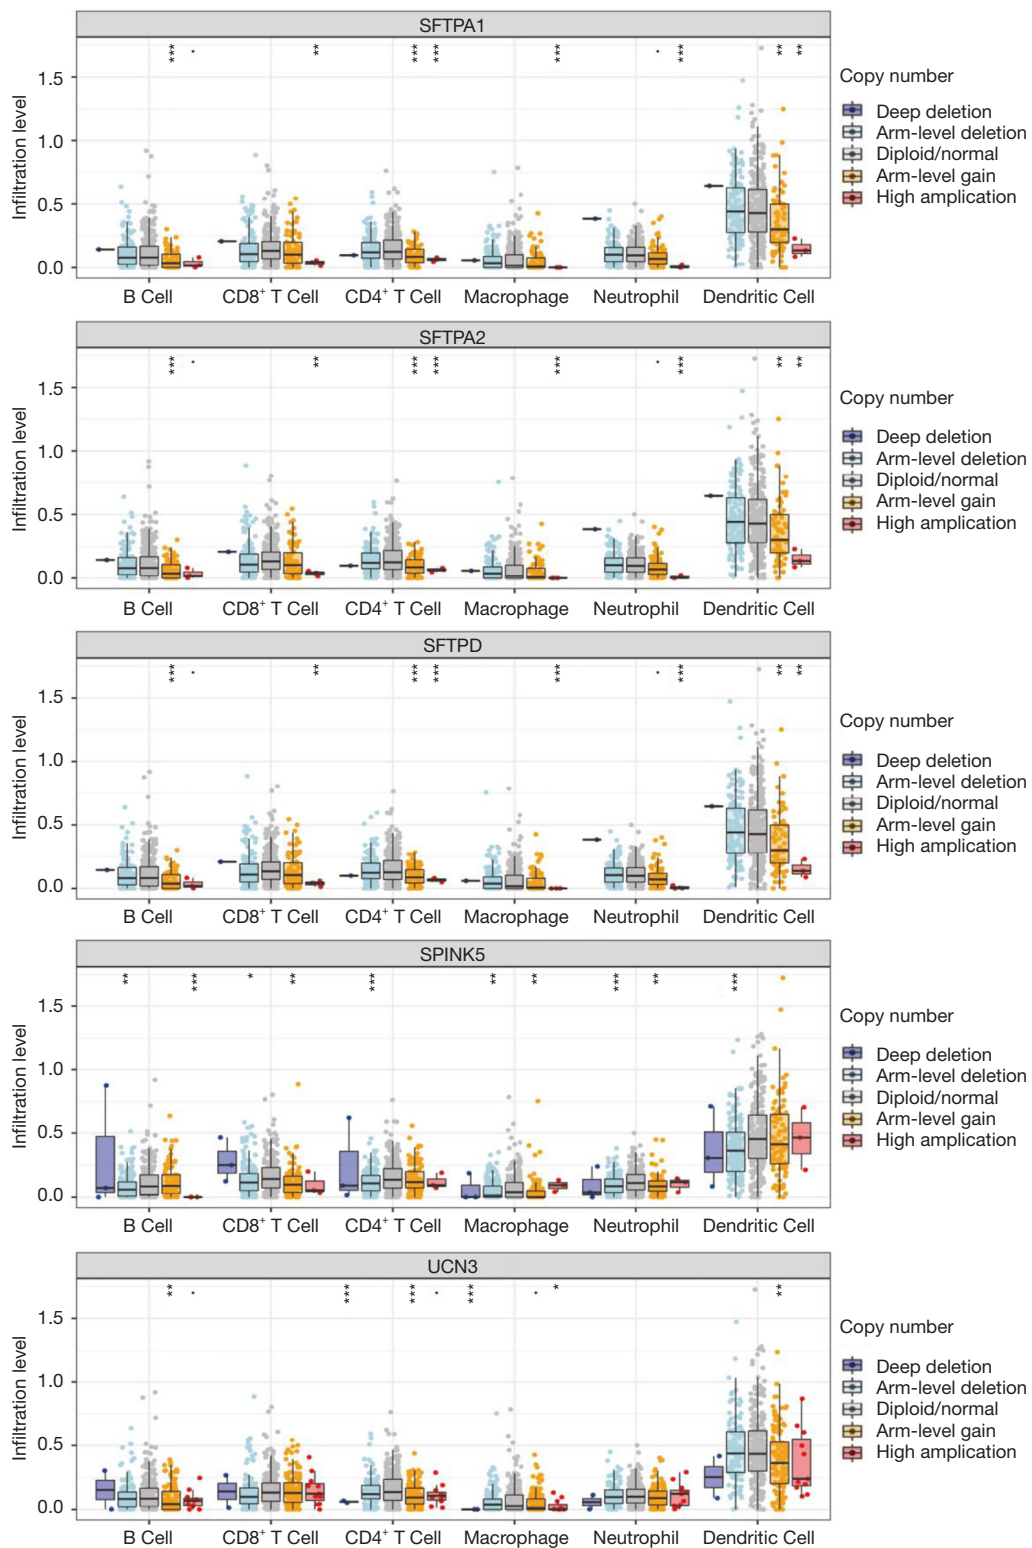 SFTPA1
*** · ** *** *** *** · *** ** **
Infiltration level
1.5
1.0
0.5
0.0
B Cell CD8⁺ T Cell CD4⁺ T Cell Macrophage Neutrophil Dendritic Cell
Copy number
Deep deletion
Arm-level deletion
Diploid/normal
Arm-level gain
High amplication
SFTPA2
*** · ** *** *** *** · *** ** **
Infiltration level
1.5
1.0
0.5
0.0
B Cell CD8⁺ T Cell CD4⁺ T Cell Macrophage Neutrophil Dendritic Cell
Copy number
Deep deletion
Arm-level deletion
Diploid/normal
Arm-level gain
High amplication
SFTPD
*** · ** *** *** *** · *** ** **
Infiltration level
1.5
1.0
0.5
0.0
B Cell CD8⁺ T Cell CD4⁺ T Cell Macrophage Neutrophil Dendritic Cell
Copy number
Deep deletion
Arm-level deletion
Diploid/normal
Arm-level gain
High amplication
SPINK5
** *** * ** *** ** ** *** ** ***
Infiltration level
1.5
1.0
0.5
0.0
B Cell CD8⁺ T Cell CD4⁺ T Cell Macrophage Neutrophil Dendritic Cell
Copy number
Deep deletion
Arm-level deletion
Diploid/normal
Arm-level gain
High amplication
UCN3
** · *** *** · *** · * **
Infiltration level
1.5
1.0
0.5
0.0
B Cell CD8⁺ T Cell CD4⁺ T Cell Macrophage Neutrophil Dendritic Cell
Copy number
Deep deletion
Arm-level deletion
Diploid/normal
Arm-level gain
High amplication